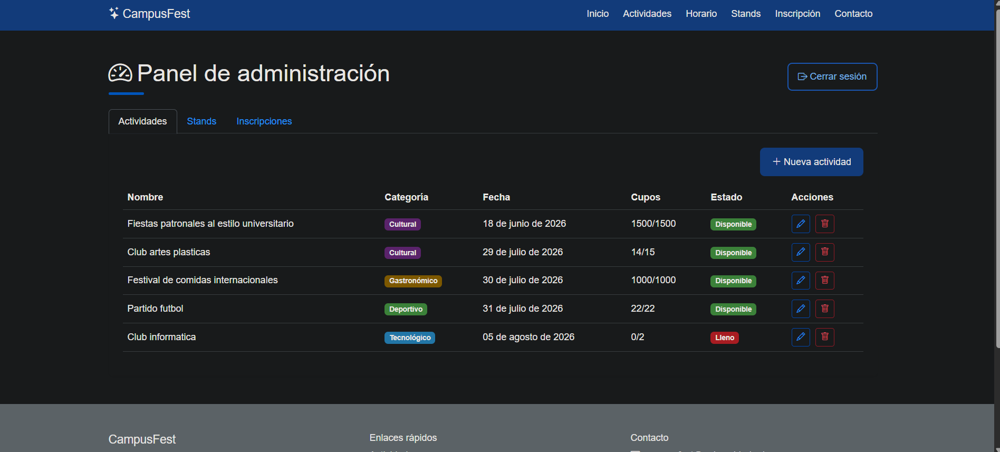 CampusFest Inicio Actividades Horario Stands Inscripción Contacto
Panel de administración
Cerrar sesión
Actividades Stands Inscripciones
+ Nueva actividad
Nombre Categoría Fecha Cupos Estado Acciones
Fiestas patronales al estilo universitario Cultural 18 de junio de 2026 1500/1500 Disponible
Club artes plasticas Cultural 29 de julio de 2026 14/15 Disponible
Festival de comidas internacionales Gastronómico 30 de julio de 2026 1000/1000 Disponible
Partido futbol Deportivo 31 de julio de 2026 22/22 Disponible
Club informatica Tecnológico 05 de agosto de 2026 0/2 Lleno
CampusFest Enlaces rápidos Contacto